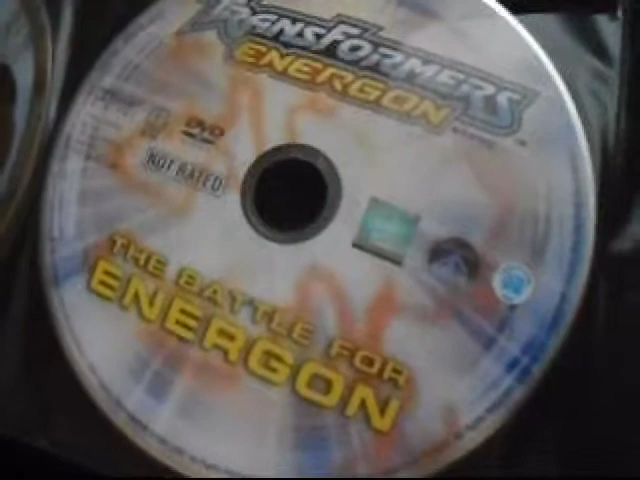 TRANSFORMERS
ENERGON
DVD
NOT RATED
THE BATTLE FOR
ENERGON